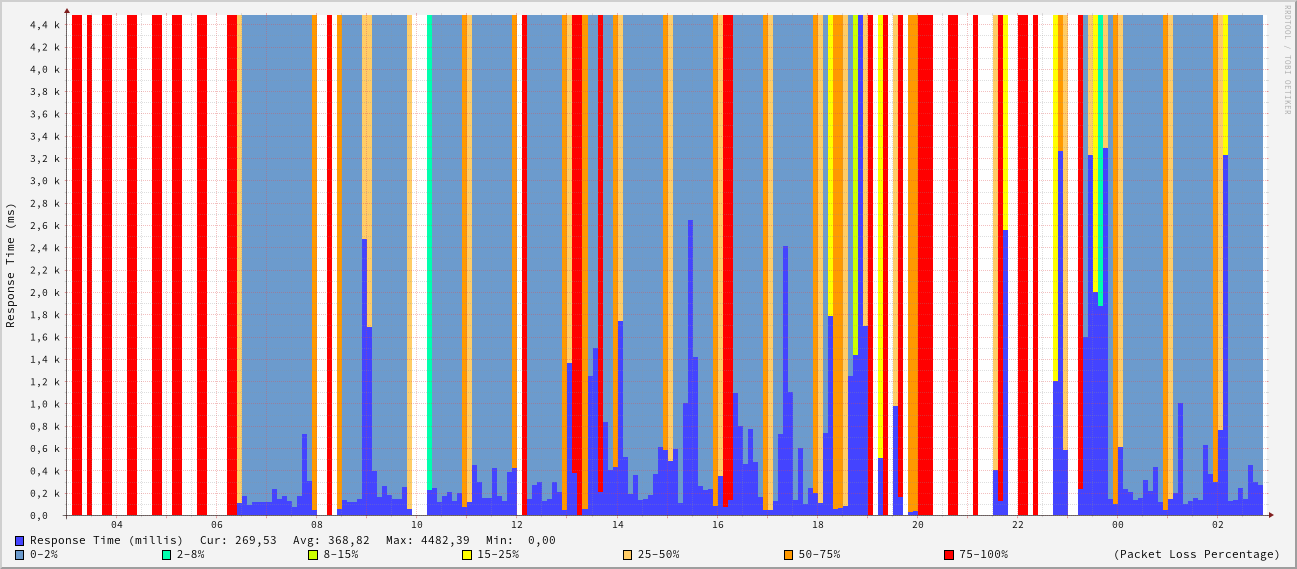 RRDTOOL / TOBI OETIKER
Response Time (ms)
4,4 k
4,2 k
4,0 k
3,8 k
3,6 k
3,4 k
3,2 k
3,0 k
2,8 k
2,6 k
2,4 k
2,2 k
2,0 k
1,8 k
1,6 k
1,4 k
1,2 k
1,0 k
0,8 k
0,6 k
0,4 k
0,2 k
0,0
04 06 08 10 12 14 16 18 20 22 00 02
Response Time (millis) Cur: 269,53 Avg: 368,82 Max: 4482,39 Min: 0,00
0-2% 2-8% 8-15% 15-25% 25-50% 50-75% 75-100% (Packet Loss Percentage)